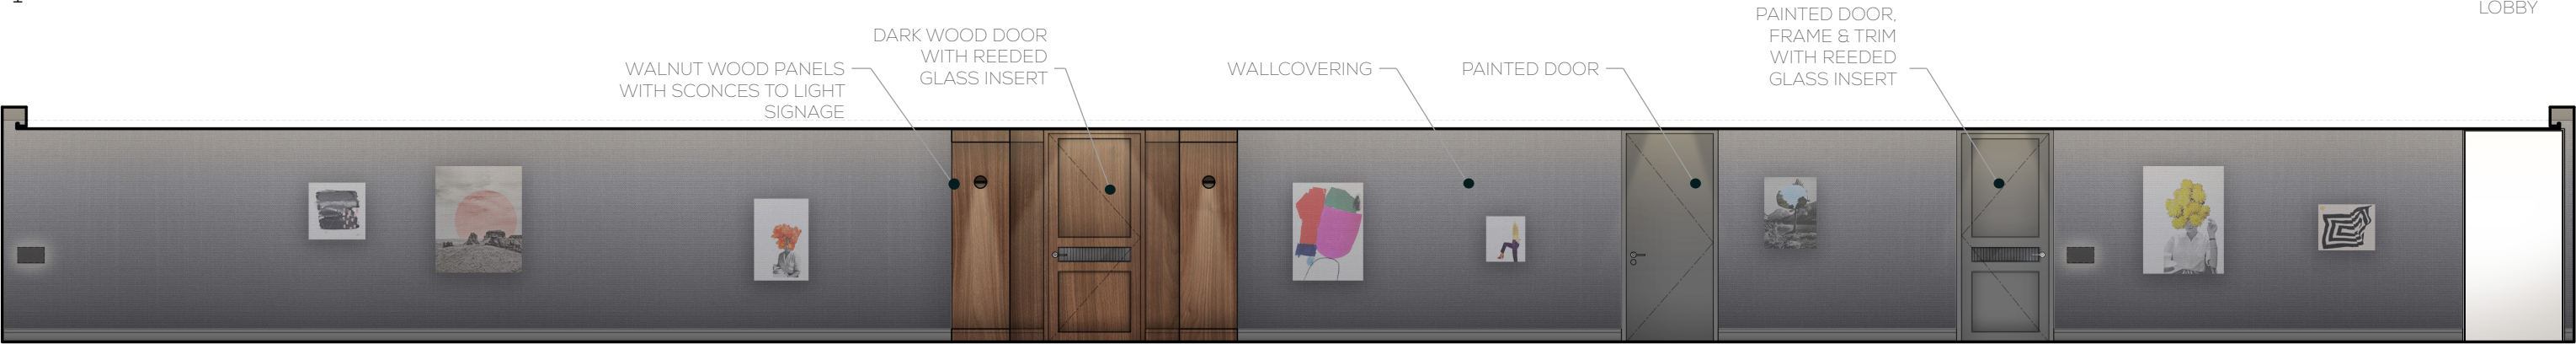 LOBBY
PAINTED DOOR,
FRAME & TRIM
WITH REEDED
GLASS INSERT
DARK WOOD DOOR
WITH REEDED
GLASS INSERT
WALNUT WOOD PANELS
WITH SCONCES TO LIGHT
SIGNAGE
WALLCOVERING
PAINTED DOOR